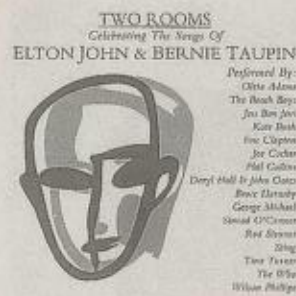 TWO ROOMS
Celebrating The Songs Of
ELTON JOHN & BERNIE TAUPIN
Performed By:
Oleta Adams
The Beach Boys
Jon Bon Jovi
Kate Bush
Eric Clapton
Joe Cocker
Phil Collins
Daryl Hall & John Oates
Bruce Hornsby
George Michael
Sinead O'Connor
Rod Stewart
Sting
Tina Turner
The Who
Wilson Phillips